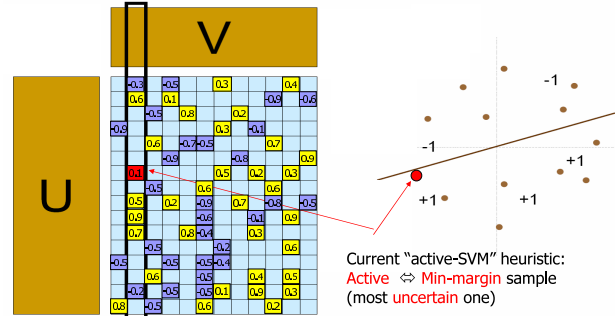 V
U
-0.3 -0.5 0.3 0.4
0.6 0.1 -0.9 -0.6
-0.5 0.8 0.2
-0.9 0.3 -0.1
0.6 -0.7 -0.5 0.7
-0.9 -0.8 0.9
0.1 0.5 0.2 0.3
-0.5 0.6 0.6
0.5 0.2 -0.9 0.7 -0.8 -0.5
0.9 -0.6 -0.1 0.9
0.7 0.8 -0.4
-0.5 -0.2 0.6
-0.5 -0.5 -0.5 -0.4
0.6 -0.5 0.4 0.5
-0.2 -0.5 -0.5 0.1 0.9 0.3
0.8 -0.5 0.6 0.2
-1
-1
+1
+1
+1
Current “active-SVM” heuristic:
Active ⇔ Min-margin sample
(most uncertain one)